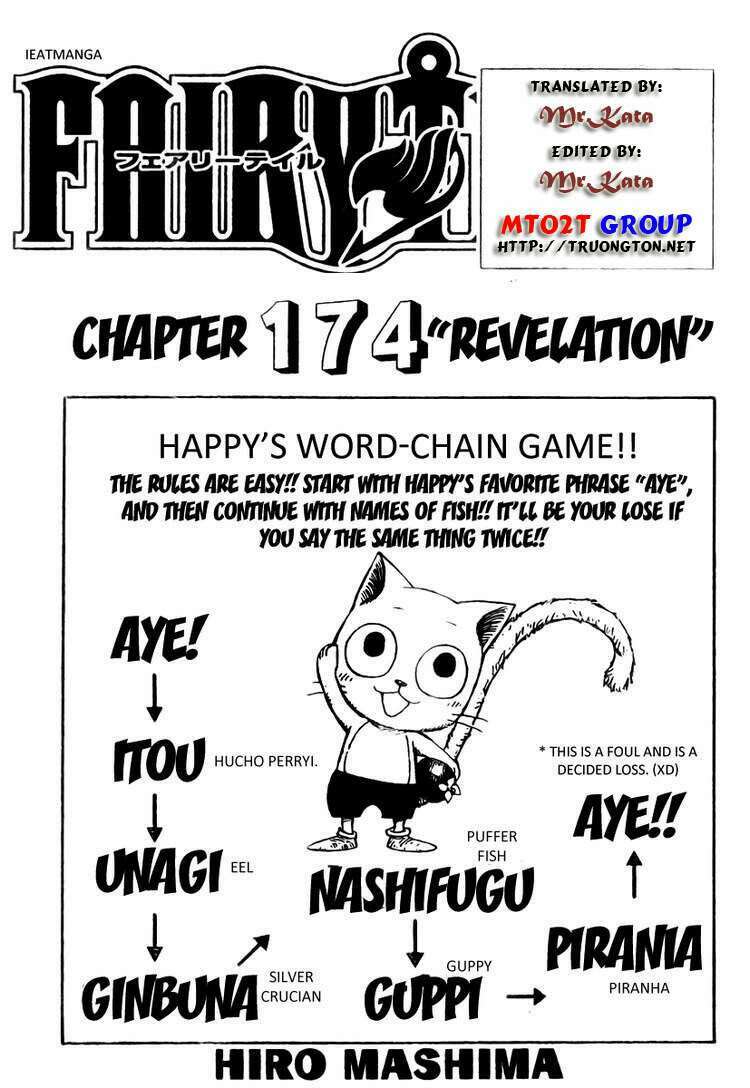 IEATMANGA
FAIRY T
フェアリーテイル
TRANSLATED BY:
Mr.Kata
EDITED BY:
Mr.Kata
MTO2T GROUP
HTTP://TRUONGTON.NET
CHAPTER 174 “REVELATION”
HAPPY’S WORD-CHAIN GAME!!
THE RULES ARE EASY!! START WITH HAPPY’S FAVORITE PHRASE “AYE”,
AND THEN CONTINUE WITH NAMES OF FISH!! IT’LL BE YOUR LOSE IF
YOU SAY THE SAME THING TWICE!!
AYE!
ITOU HUCHO PERRYI.
UNAGI EEL
GINBUNA SILVER
CRUCIAN
PUFFER
FISH
NASHIFUGU
GUPPY
GUPPI
PIRANIA
PIRANHA
* THIS IS A FOUL AND IS A
DECIDED LOSS. (XD)
AYE!!
HIRO MASHIMA